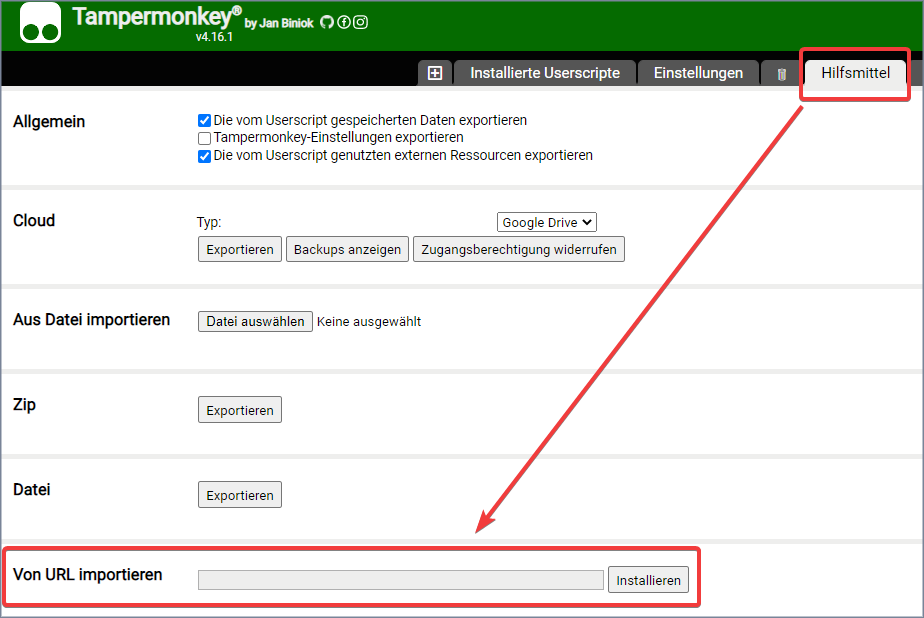 Tampermonkey® by Jan Biniok
v4.16.1
Installierte Userscripte Einstellungen Hilfsmittel
Allgemein
Die vom Userscript gespeicherten Daten exportieren
Tampermonkey-Einstellungen exportieren
Die vom Userscript genutzten externen Ressourcen exportieren
Cloud
Typ: Google Drive
Exportieren Backups anzeigen Zugangsberechtigung widerrufen
Aus Datei importieren Datei auswählen Keine ausgewählt
Zip Exportieren
Datei Exportieren
Von URL importieren Installieren